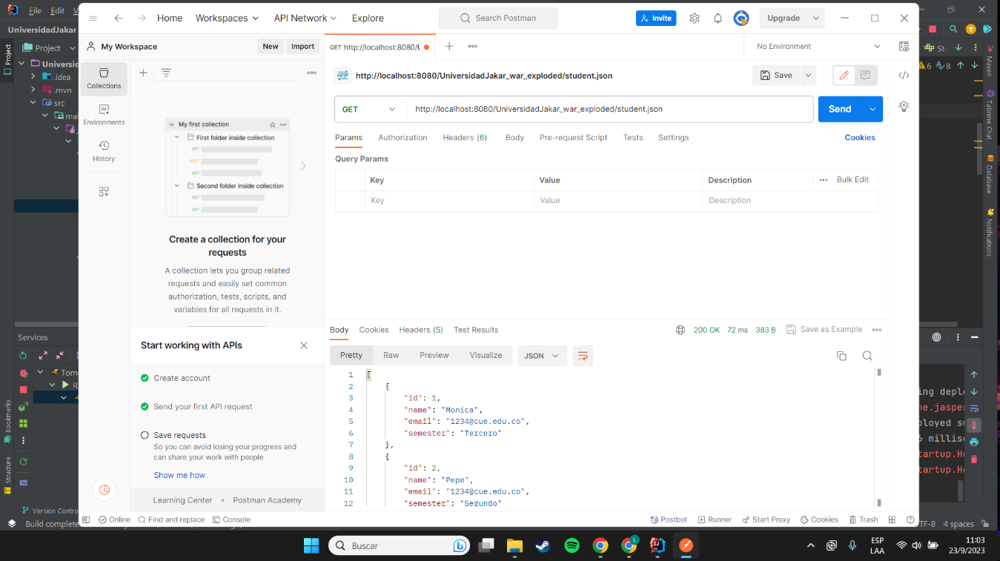 File Edit V
Home Workspaces API Network Explore Search Postman Invite Upgrade
UniversidadJakar
Project
My Workspace New Import
GET http://localhost:8080/U
No Environment
Project
Universid
.idea
.mvn
src
mai
Collections
Environments
History
My first collection
First folder inside collection
GET
POST
GET
Second folder inside collection
GET
GET
Create a collection for your
requests
A collection lets you group related
requests and easily set common
authorization, tests, scripts, and
variables for all requests in it.
HTTP http://localhost:8080/UniversidadJakar_war_exploded/student.json Save
GET http://localhost:8080/UniversidadJakar_war_exploded/student.json Send
Params Authorization Headers (6) Body Pre-request Script Tests Settings Cookies
Query Params
Key Value Description Bulk Edit
Key Value Description
6 8
Maven
Tabnine Chat
Database
Notifications
Services
Start working with APIs
Create account
Send your first API request
Save requests
So you can avoid losing your progress and
can share your work with people
Show me how
Learning Center • Postman Academy
Body Cookies Headers (5) Test Results 200 OK 72 ms 383 B Save as Example
Pretty Raw Preview Visualize JSON
1 [
2 {
3 "id": 1,
4 "name": "Monica",
5 "email": "1234@cue.edu.co",
6 "semester": "Tercero"
7 },
8 {
9 "id": 2,
10 "name": "Pepe",
11 "email": "1234@cue.edu.co",
12 "semester": "Segundo"
ing deplo
ne.jasper
ployed su
milliso
tartup.Ho
tartup.Ho
Bookmarks
Structure
Version Contro
Online Find and replace Console Postbot Runner Start Proxy Cookies Trash
Build complete
TF-8 4 spaces
Buscar
ESP
LAA
11:03
23/9/2023